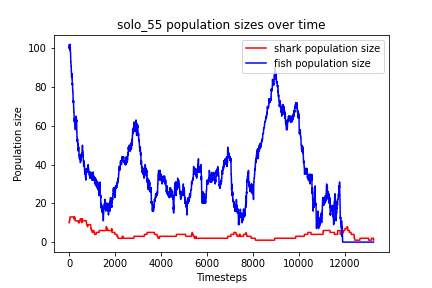 solo_55 population sizes over time
shark population size
fish population size
Population size
100
80
60
40
20
0
0 2000 4000 6000 8000 10000 12000
Timesteps